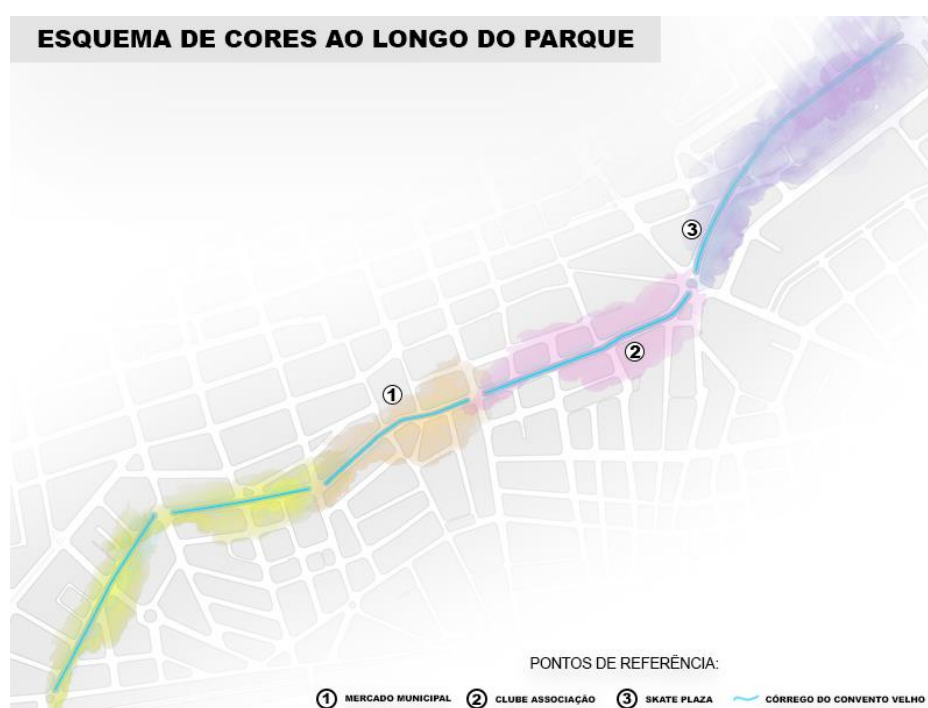 ESQUEMA DE CORES AO LONGO DO PARQUE
3
2
1
PONTOS DE REFERÊNCIA:
1 MERCADO MUNICIPAL 2 CLUBE ASSOCIAÇÃO 3 SKATE PLAZA CÓRREGO DO CONVENTO VELHO